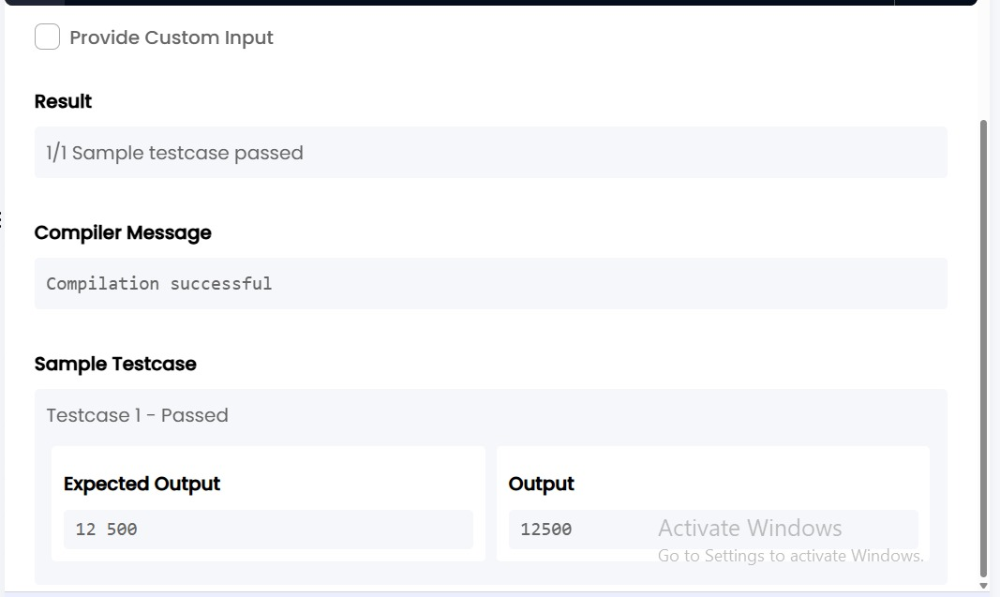 Provide Custom Input
Result
1/1 Sample testcase passed
Compiler Message
Compilation successful
Sample Testcase
Testcase 1 - Passed
Expected Output
12 500
Output
12500
Activate Windows
Go to Settings to activate Windows.